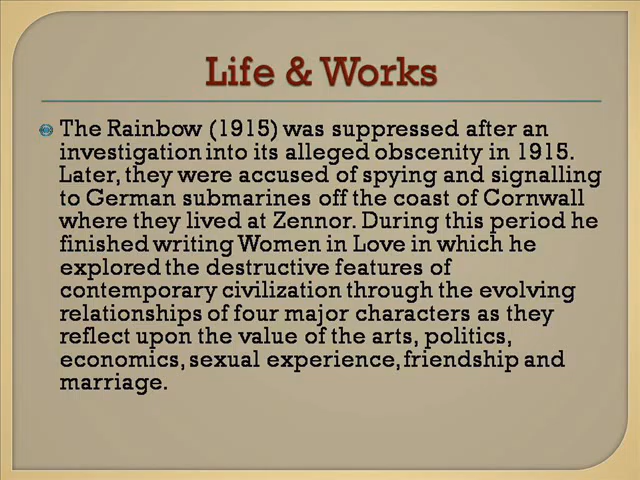 Life & Works
The Rainbow (1915) was suppressed after an
investigation into its alleged obscenity in 1915.
Later, they were accused of spying and signalling
to German submarines off the coast of Cornwall
where they lived at Zennor. During this period he
finished writing Women in Love in which he
explored the destructive features of
contemporary civilization through the evolving
relationships of four major characters as they
reflect upon the value of the arts, politics,
economics, sexual experience, friendship and
marriage.